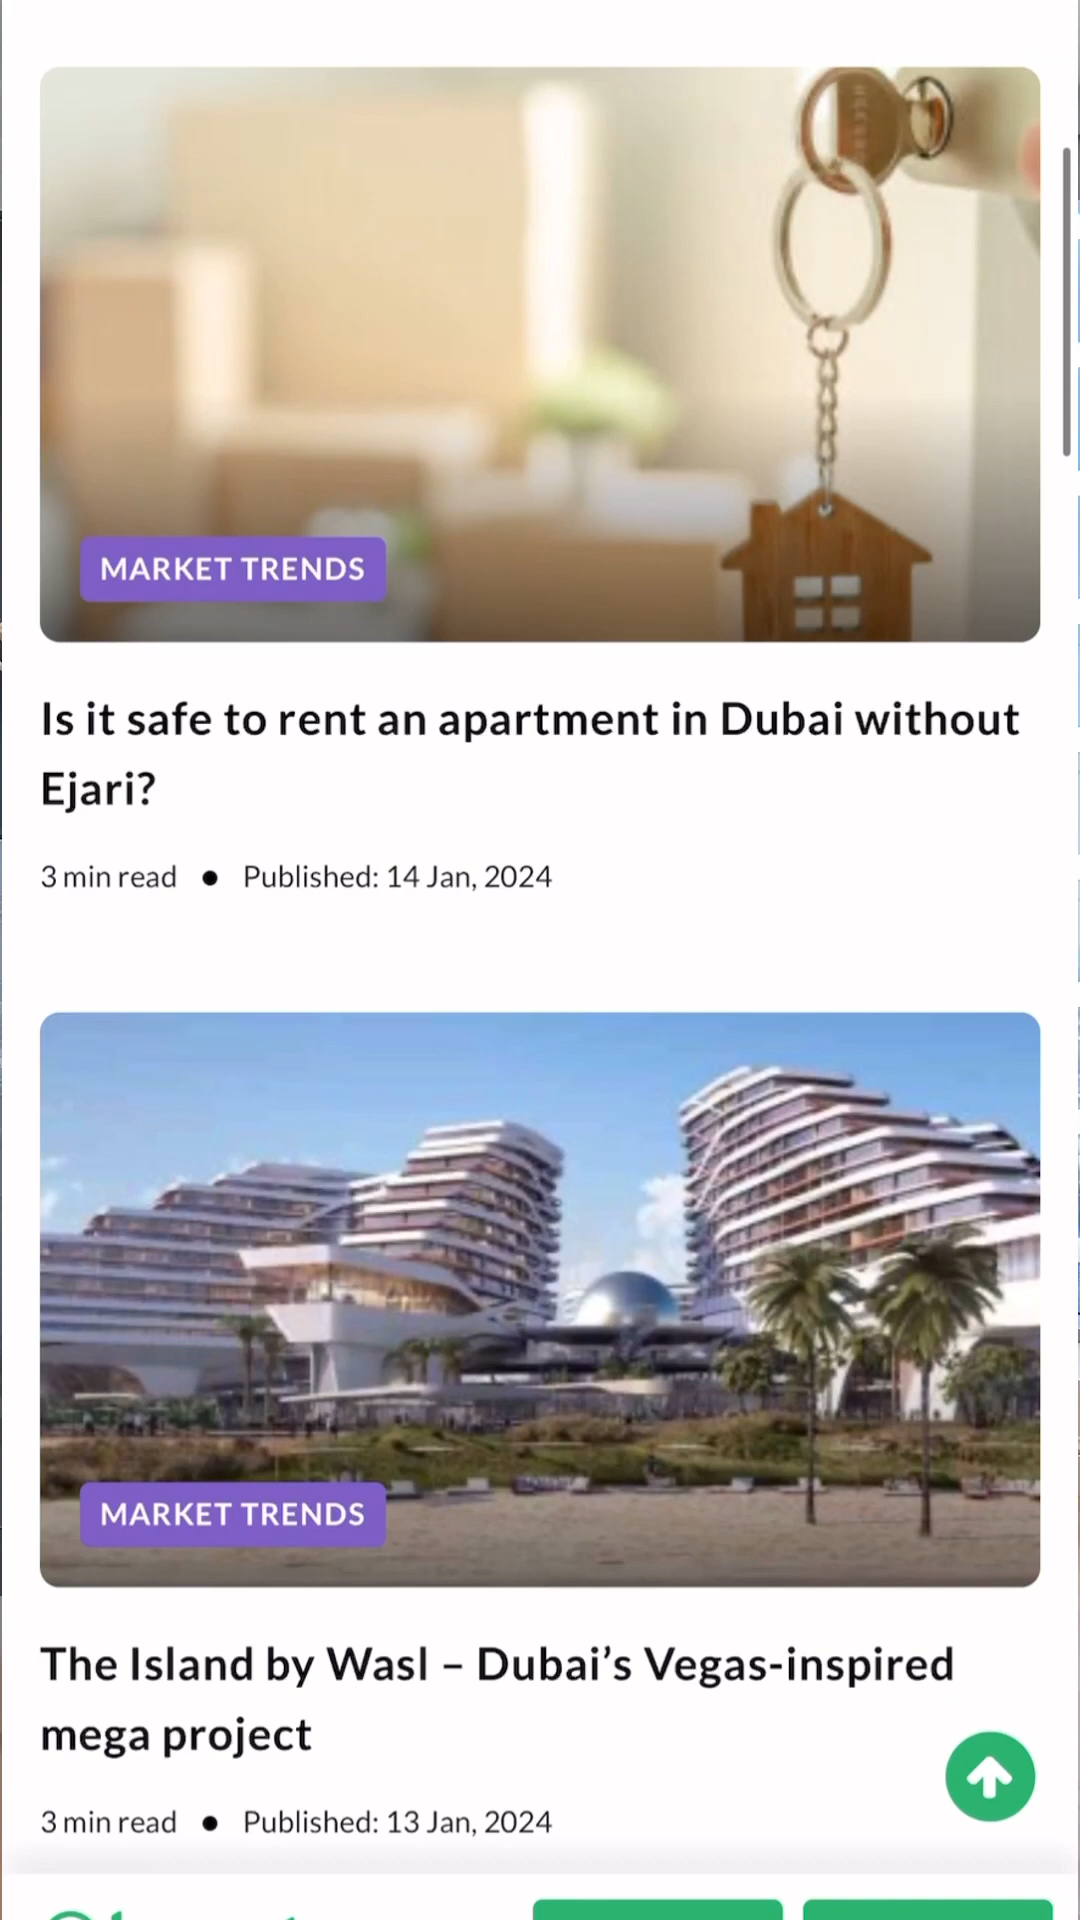 MARKET TRENDS
Is it safe to rent an apartment in Dubai without
Ejari?
3 min read ● Published: 14 Jan, 2024
MARKET TRENDS
The Island by Wasl – Dubai’s Vegas-inspired
mega project
3 min read ● Published: 13 Jan, 2024